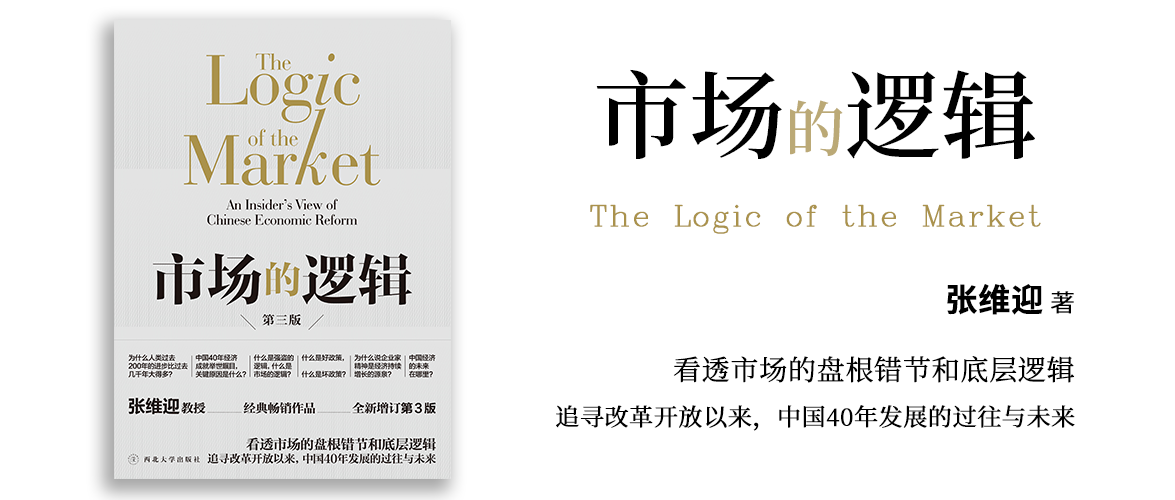 The
Logic
of the
Market
An Insider's View of
Chinese Economic Reform
市场的逻辑
第三版
为什么人类过去
200年的进步比过去
几千年大得多?
中国40年经济
成就举世瞩目,
关键原因是什么?
什么是强盗的
逻辑,什么是
市场的逻辑?
什么是好政策,
什么是坏政策?
为什么说企业家
精神是经济持续
增长的源泉?
中国经济
的未来
在哪里?
张维迎教授 经典畅销作品 全新增订第3版
看透市场的盘根错节和底层逻辑
西北大学出版社 追寻改革开放以来,中国40年发展的过往与未来
市场的逻辑
The Logic of the Market
张维迎 著
看透市场的盘根错节和底层逻辑
追寻改革开放以来,中国40年发展的过往与未来